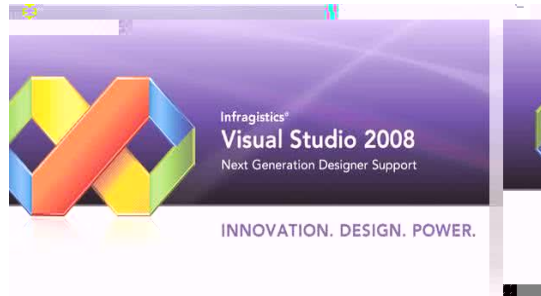 Infragistics®
Visual Studio 2008
Next Generation Designer Support
INNOVATION. DESIGN. POWER.